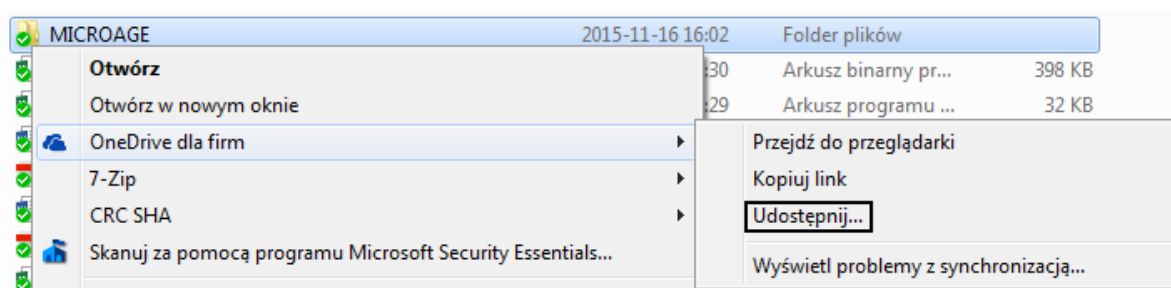 MICROAGE 2015-11-16 16:02 Folder plików
Otwórz :30 Arkusz binarny pr... 398 KB
Otwórz w nowym oknie :29 Arkusz programu ... 32 KB
OneDrive dla firm Przejdź do przeglądarki
7-Zip Kopiuj link
CRC SHA Udostępnij...
Skanuj za pomocą programu Microsoft Security Essentials... Wyświetl problemy z synchronizacją...